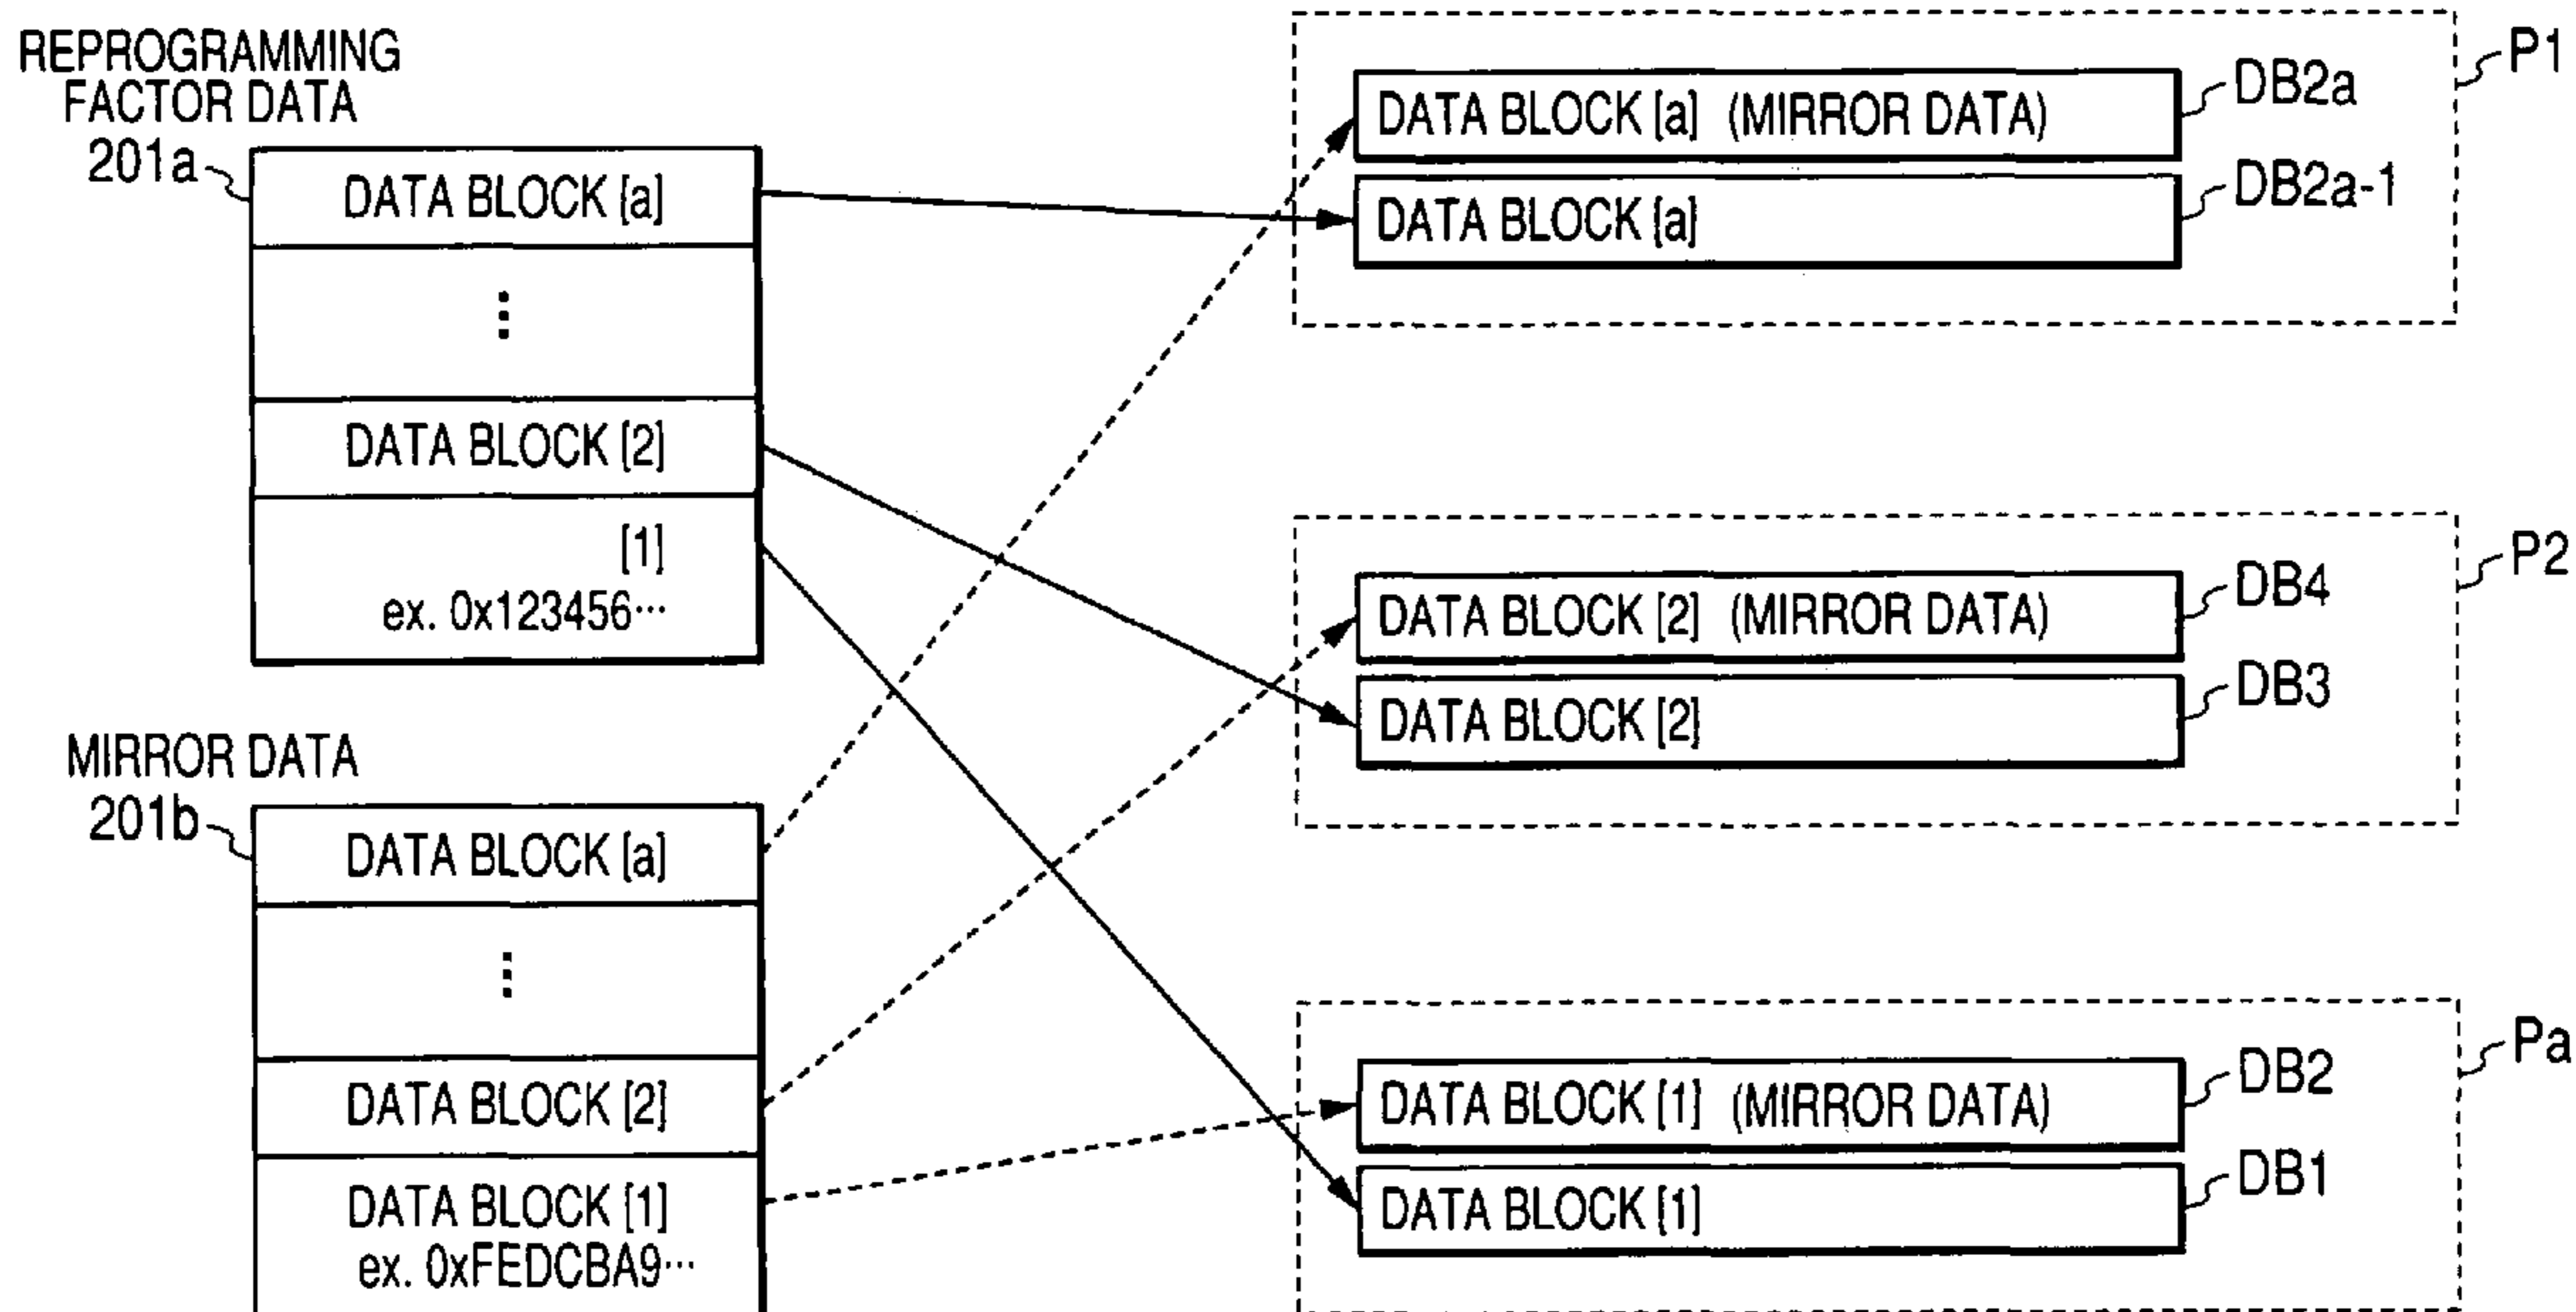 REPROGRAMMING
FACTOR DATA
201a
DATA BLOCK [a]
⋮
DATA BLOCK [2]
[1]
ex. 0x123456⋯
MIRROR DATA
201b
DATA BLOCK [a]
⋮
DATA BLOCK [2]
DATA BLOCK [1]
ex. 0xFEDCBA9⋯
P1
DATA BLOCK [a] (MIRROR DATA)
DB2a
DATA BLOCK [a]
DB2a-1
P2
DATA BLOCK [2] (MIRROR DATA)
DB4
DATA BLOCK [2]
DB3
Pa
DATA BLOCK [1] (MIRROR DATA)
DB2
DATA BLOCK [1]
DB1